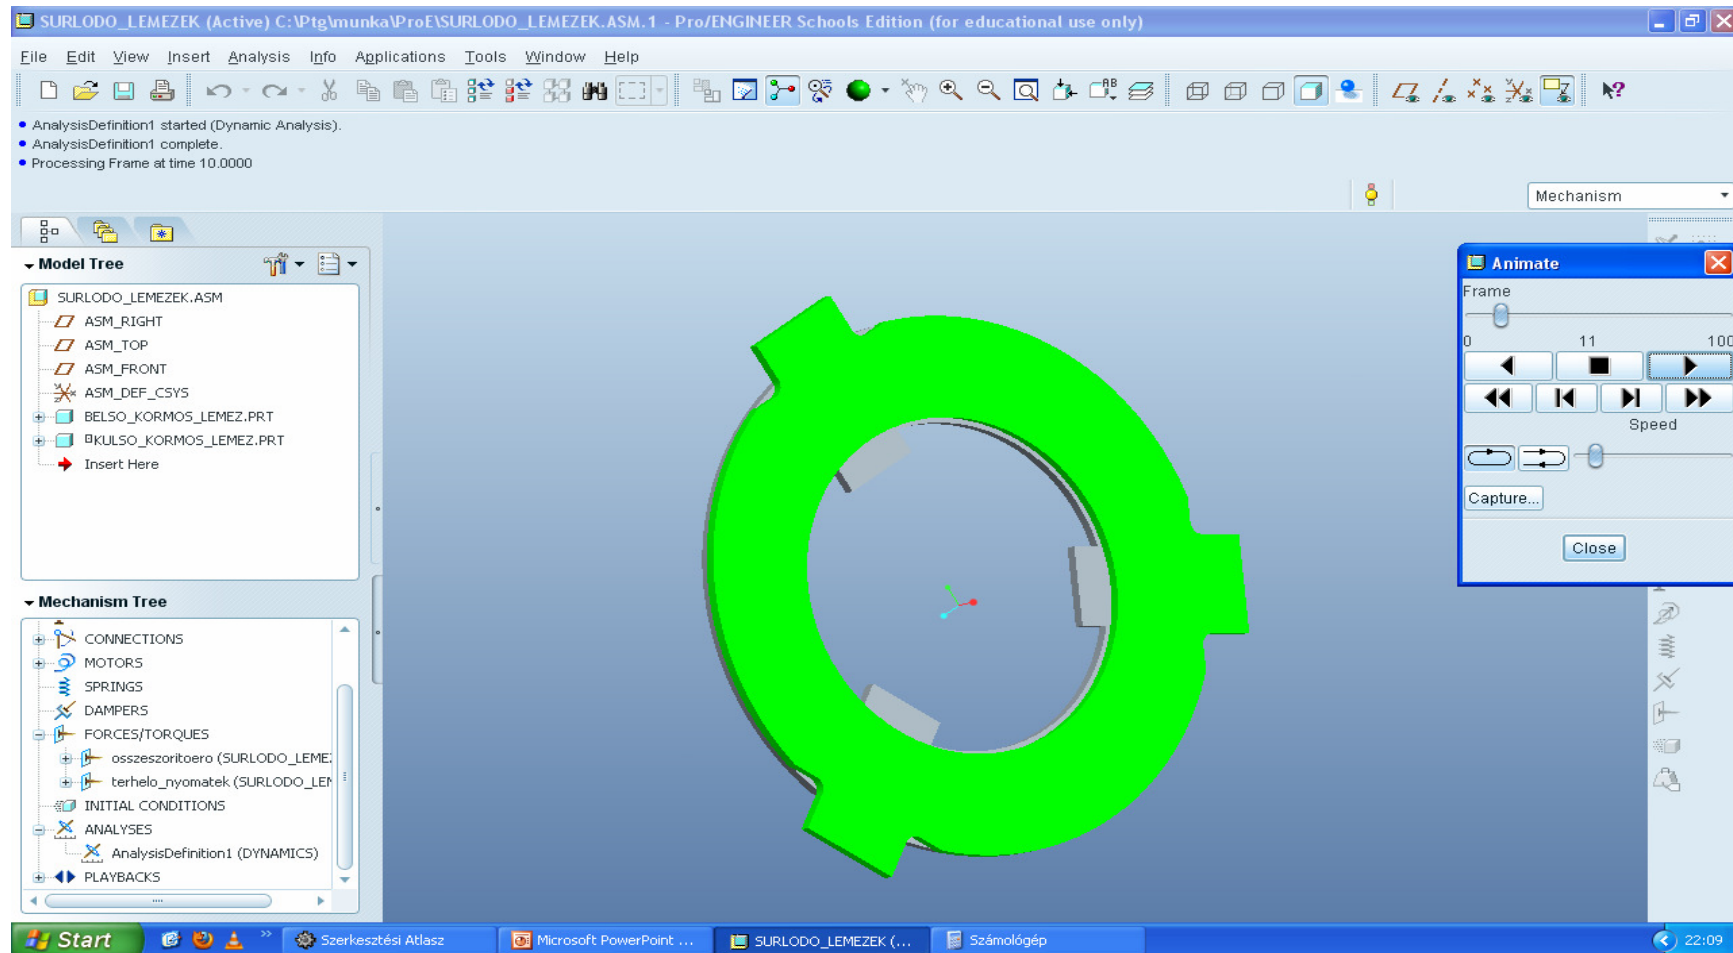 SURLODO_LEMEZEK (Active) C:\Ptg\munka\ProE\SURLODO_LEMEZEK.ASM.1 - Pro/ENGINEER Schools Edition (for educational use only)
File Edit View Insert Analysis Info Applications Tools Window Help
AnalysisDefinition1 started (Dynamic Analysis).
AnalysisDefinition1 complete.
Processing Frame at time 10.0000
Mechanism
Model Tree
SURLODO_LEMEZEK.ASM
ASM_RIGHT
ASM_TOP
ASM_FRONT
ASM_DEF_CSYS
BELSO_KORMOS_LEMEZ.PRT
KULSO_KORMOS_LEMEZ.PRT
Insert Here
Mechanism Tree
CONNECTIONS
MOTORS
SPRINGS
DAMPERS
FORCES/TORQUES
osszeszoritoero (SURLODO_LEME
terhelo_nyomatek (SURLODO_LE
INITIAL CONDITIONS
ANALYSES
AnalysisDefinition1 (DYNAMICS)
PLAYBACKS
Animate
Frame
0 11 100
Speed
Capture...
Close
Start Szerkesztési Atlasz Microsoft PowerPoint ... SURLODO_LEMEZEK (... Számológép 22:09